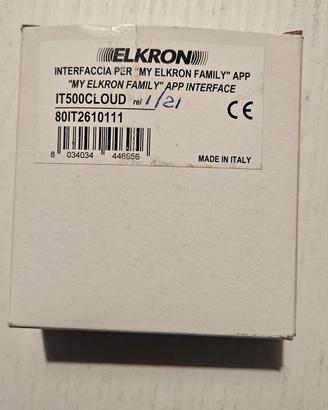 ELKRON
INTERFACCIA PER "MY ELKRON FAMILY" APP
"MY ELKRON FAMILY" APP INTERFACE
IT500CLOUD rel 1/21
80IT2610111
8 034034 446956
MADE IN ITALY
CE